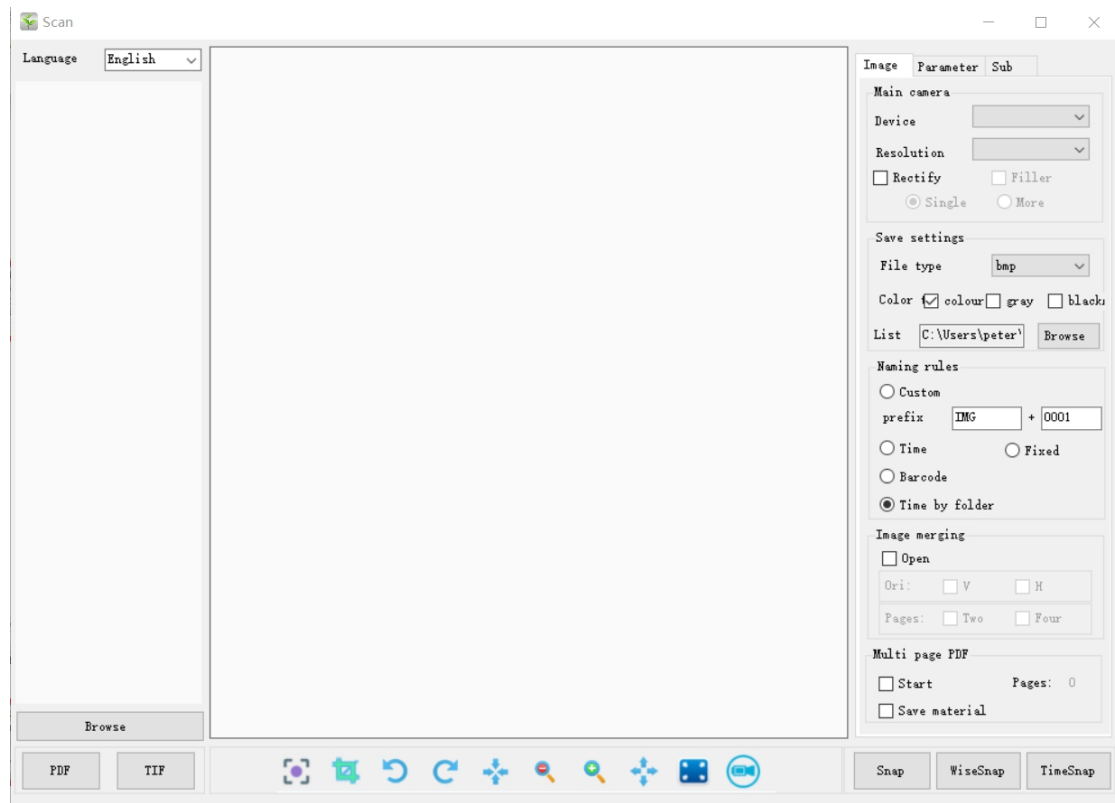 Scan
Language English
Image Parameter Sub
Main camera
Device
Resolution
Rectify Filler
Single More
Save settings
File type bmp
Color colour gray black
List C:\Users\peter\ Browse
Naming rules
Custom
prefix IMG + 0001
Time Fixed
Barcode
Time by folder
Image merging
Open
Ori: V H
Pages: Two Four
Multi page PDF
Start Pages: 0
Save material
Browse
PDF TIF
Snap WiseSnap TimeSnap